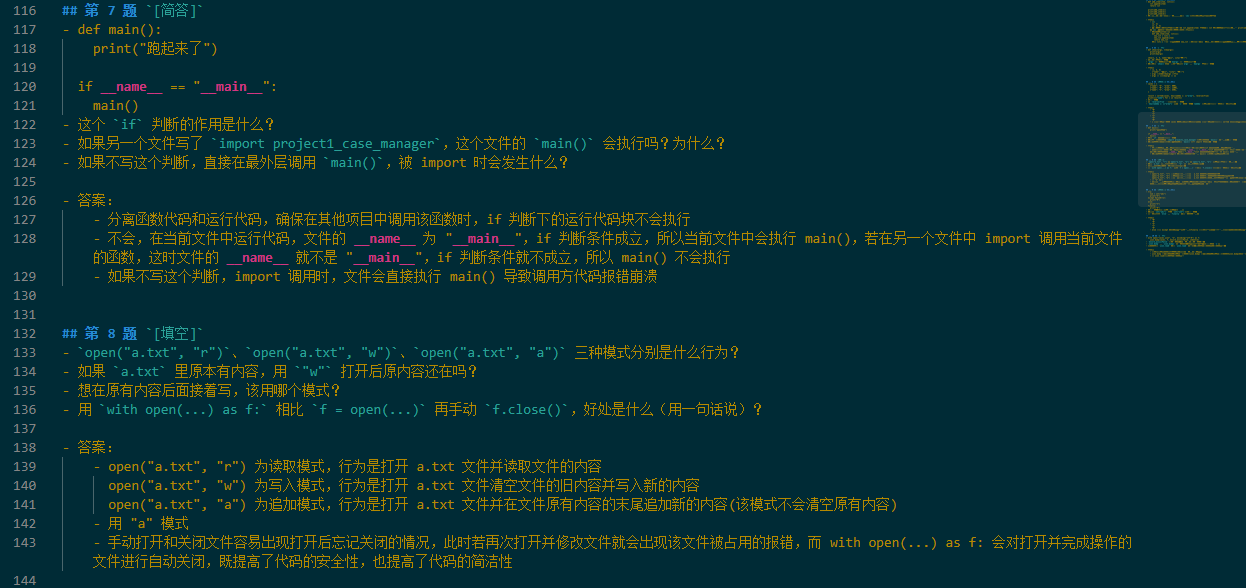 116 ## 第 7 题 `[简答]`
117 - def main():
118 print("跑起来了")
119
120 if __name__ == "__main__":
121 main()
122 - 这个 `if` 判断的作用是什么？
123 - 如果另一个文件写了 `import project1_case_manager`，这个文件的 `main()` 会执行吗？为什么？
124 - 如果不写这个判断，直接在最外层调用 `main()`，被 import 时会发生什么？
125
126 - 答案：
127 - 分离函数代码和运行代码，确保在其他项目中调用该函数时，if 判断下的运行代码块不会执行
128 - 不会，在当前文件中运行代码，文件的 __name__ 为 "__main__"，if 判断条件成立，所以当前文件中会执行 main()，若在另一个文件中 import 调用当前文件
的函数，这时文件的 __name__ 就不是 "__main__"，if 判断条件就不成立，所以 main() 不会执行
129 - 如果不写这个判断，import 调用时，文件会直接执行 main() 导致调用方代码报错崩溃
130
131
132 ## 第 8 题 `[填空]`
133 - `open("a.txt", "r")`、`open("a.txt", "w")`、`open("a.txt", "a")` 三种模式分别是什么行为？
134 - 如果 `a.txt` 里原本有内容，用 `"w"` 打开后原内容还在吗？
135 - 想在原有内容后面接着写，该用哪个模式？
136 - 用 `with open(...) as f:` 相比 `f = open(...)` 再手动 `f.close()`，好处是什么（用一句话说）？
137
138 - 答案：
139 - open("a.txt", "r") 为读取模式，行为是打开 a.txt 文件并读取文件的内容
140 open("a.txt", "w") 为写入模式，行为是打开 a.txt 文件清空文件的旧内容并写入新的内容
141 open("a.txt", "a") 为追加模式，行为是打开 a.txt 文件并在文件原有内容的末尾追加新的内容(该模式不会清空原有内容)
142 - 用 "a" 模式
143 - 手动打开和关闭文件容易出现打开后忘记关闭的情况，此时若再次打开并修改文件就会出现该文件被占用的报错，而 with open(...) as f: 会对打开并完成操作的
文件进行自动关闭，既提高了代码的安全性，也提高了代码的简洁性
144